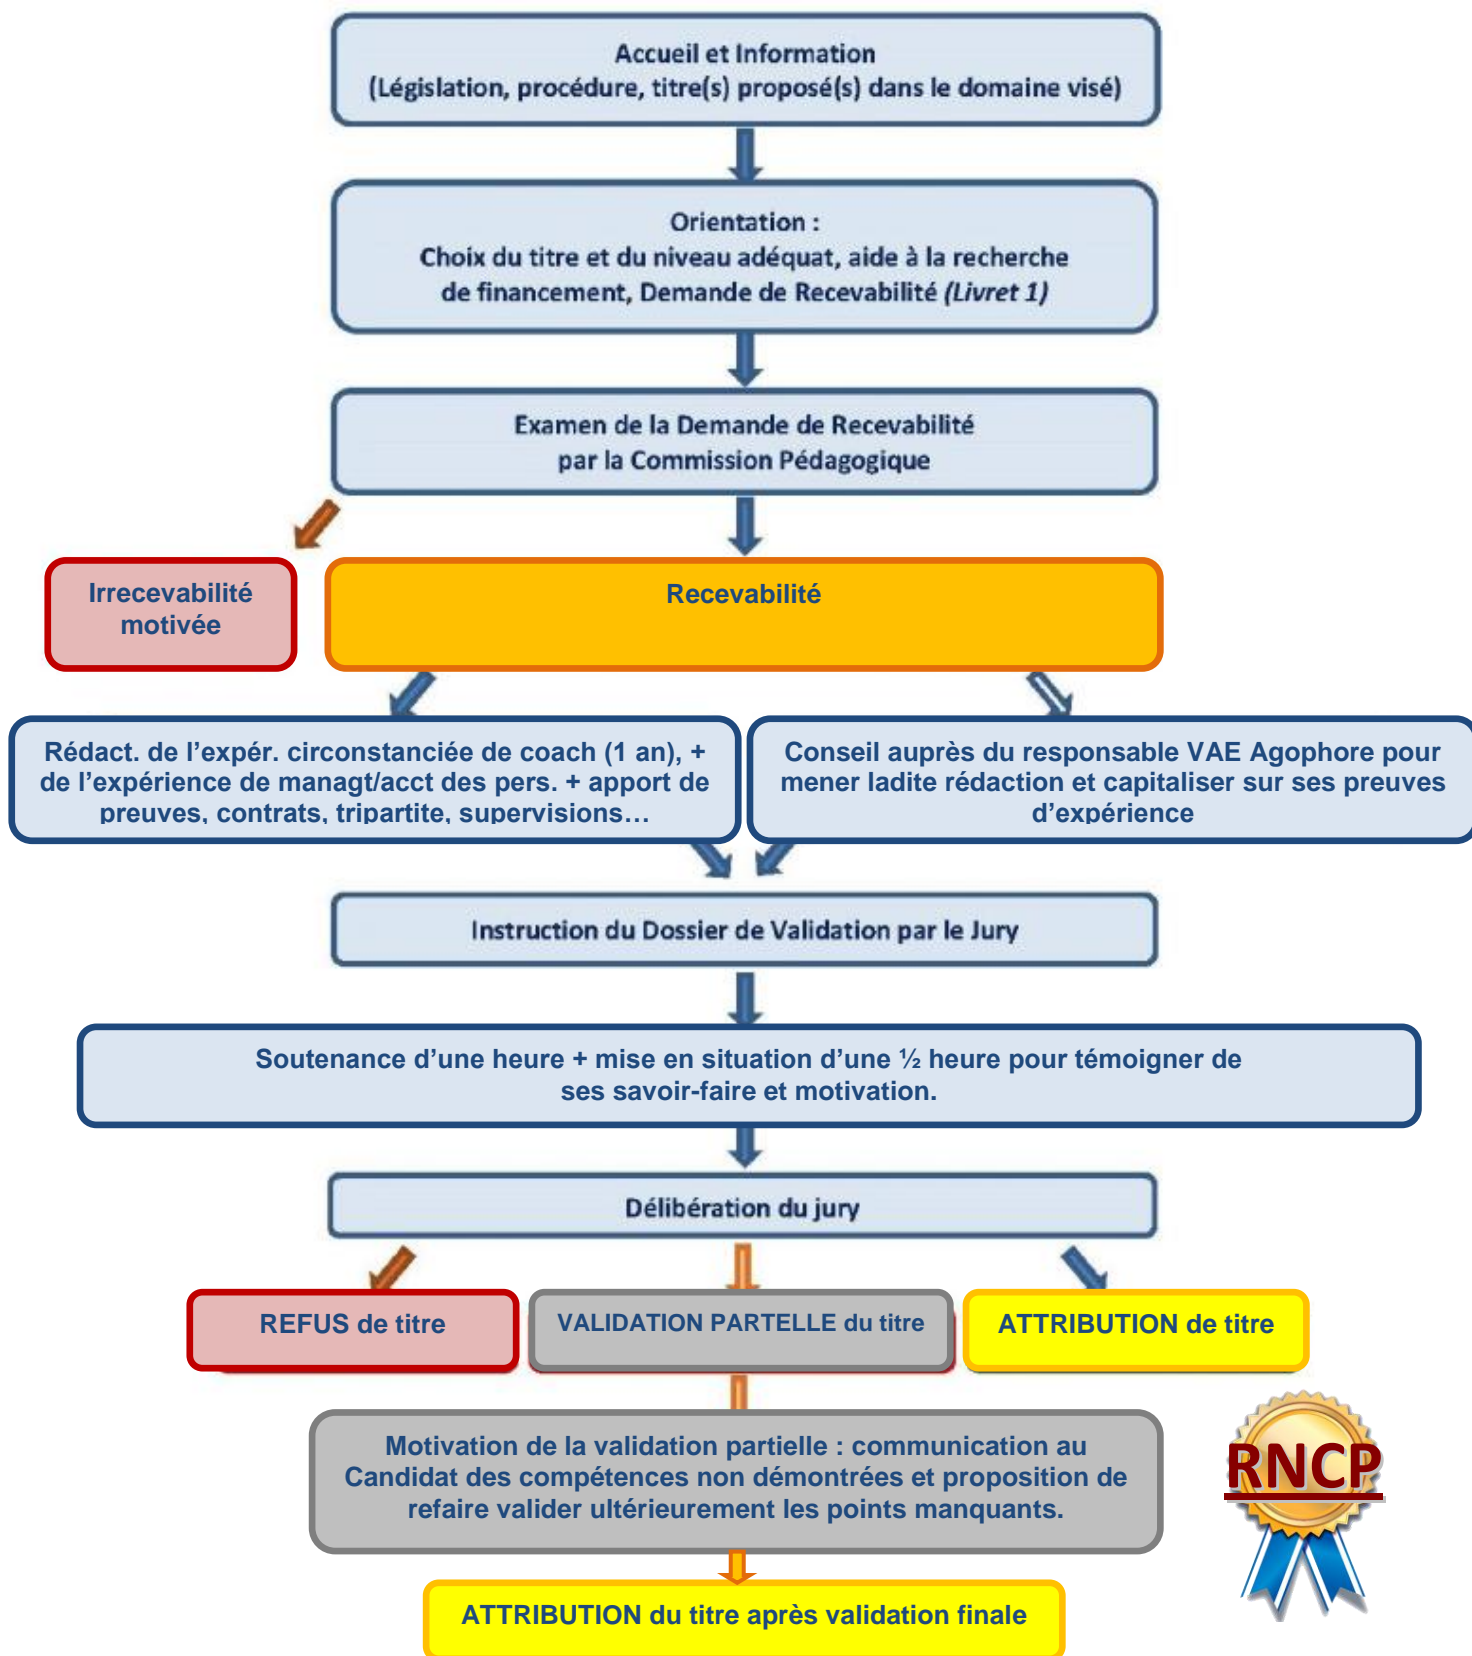 Accueil et Information
(Législation, procédure, titre(s) proposé(s) dans le domaine visé)
Orientation :
Choix du titre et du niveau adéquat, aide à la recherche
de financement, Demande de Recevabilité (Livret 1)
Examen de la Demande de Recevabilité
par la Commission Pédagogique
Irrecevabilité
motivée
Recevabilité
Rédact. de l’expér. circonstanciée de coach (1 an), +
de l’expérience de managt/acct des pers. + apport de
preuves, contrats, tripartite, supervisions…
Conseil auprès du responsable VAE Agophore pour
mener ladite rédaction et capitaliser sur ses preuves
d’expérience
Instruction du Dossier de Validation par le Jury
Soutenance d’une heure + mise en situation d’une ½ heure pour témoigner de
ses savoir-faire et motivation.
Délibération du jury
REFUS de titre
VALIDATION PARTELLE du titre
ATTRIBUTION de titre
Motivation de la validation partielle : communication au
Candidat des compétences non démontrées et proposition de
refaire valider ultérieurement les points manquants.
RNCP
ATTRIBUTION du titre après validation finale